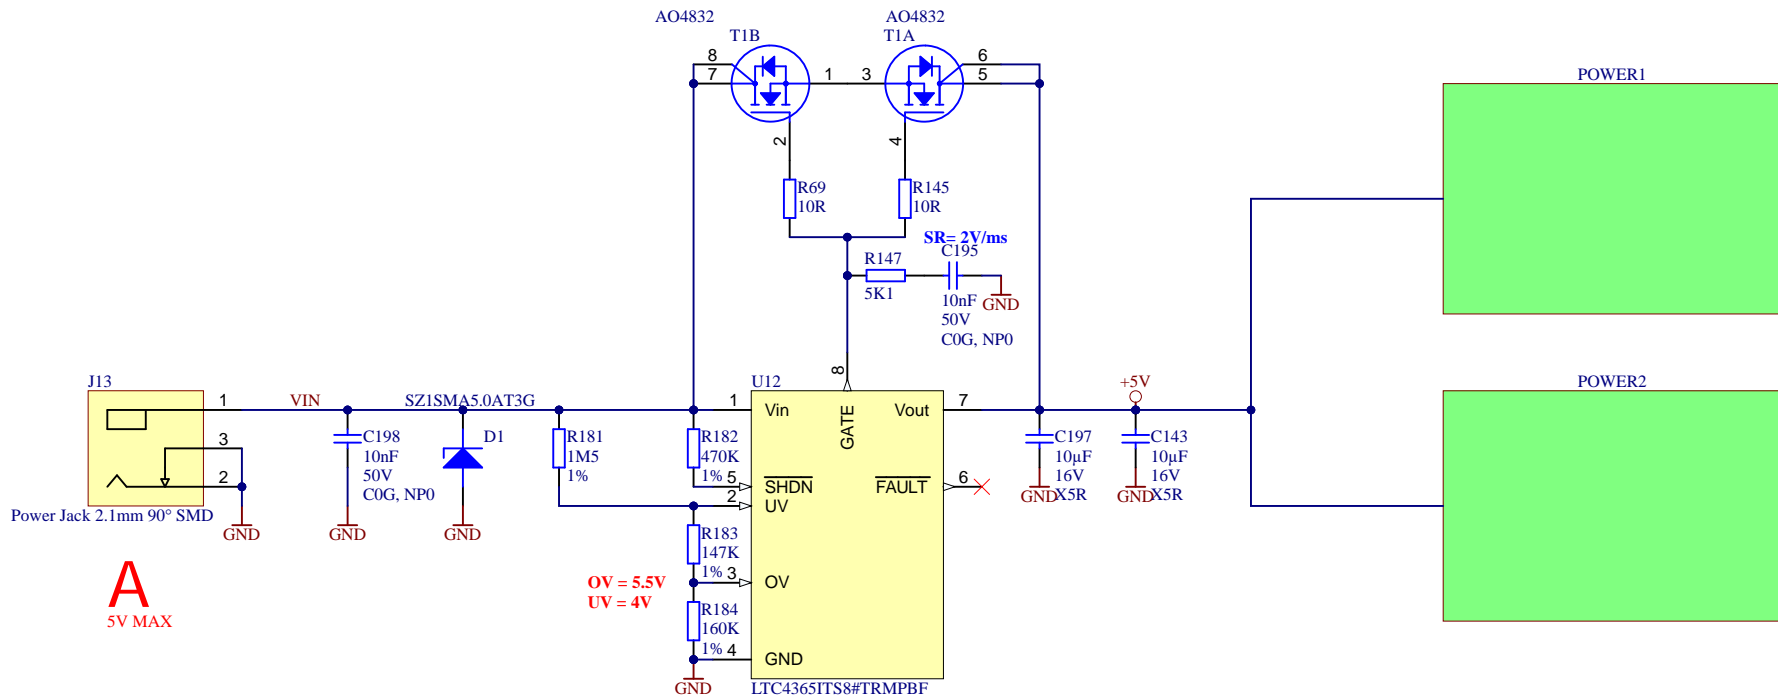 AO4832
T1B
8
7
1
2
AO4832
T1A
6
5
3
4
R69
10R
R145
10R
SR= 2V/ms
R147
5K1
C195
10nF
50V
C0G, NP0
GND
POWER1
POWER2
J13
1
3
2
Power Jack 2.1mm 90° SMD
GND
A
5V MAX
VIN
C198
10nF
50V
C0G, NP0
GND
SZ1SMA5.0AT3G
D1
GND
R181
1M5
1%
R182
470K
1%
R183
147K
1%
R184
160K
1%
GND
OV = 5.5V
UV = 4V
U12
1
Vin
5
SHDN
2
UV
3
OV
4
GND
8
GATE
7
Vout
6
FAULT
LTC4365ITS8#TRMPBF
C197
10µF
16V
X5R
GND
+5V
C143
10µF
16V
X5R
GND